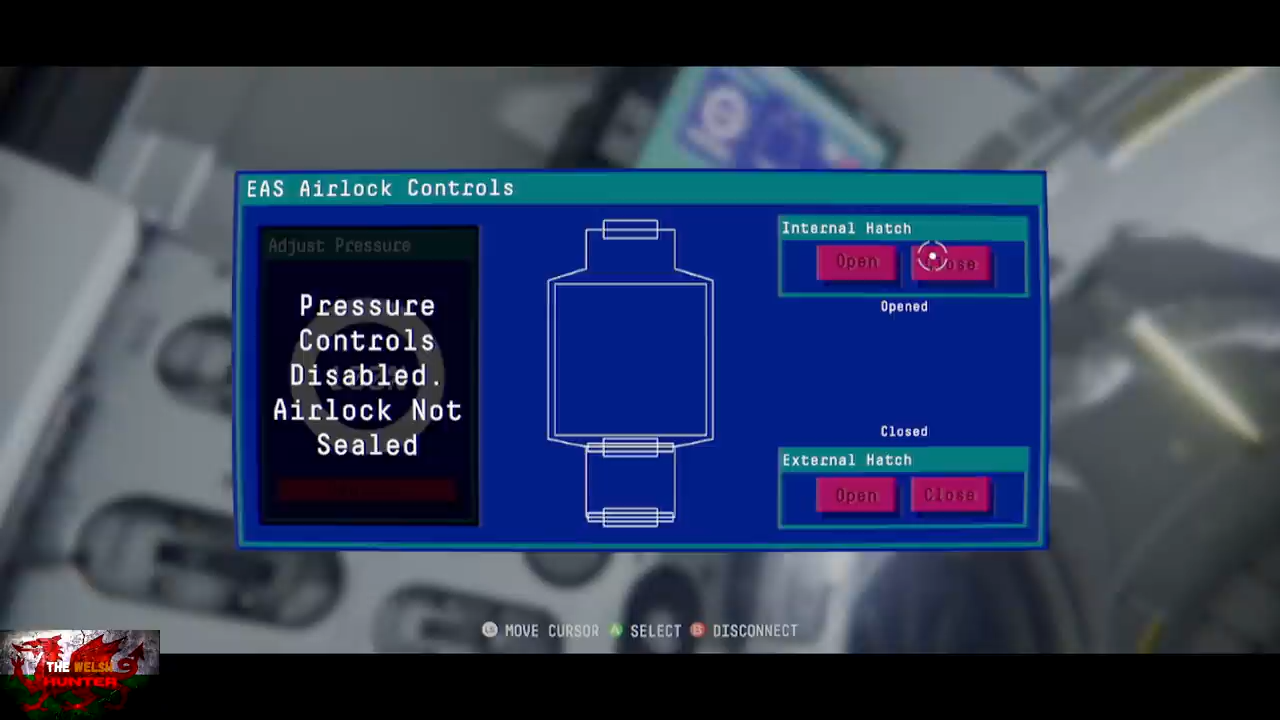 EAS Airlock Controls
Adjust Pressure
Pressure
Controls
Disabled.
Airlock Not
Sealed
Internal Hatch
Open Close
Opened
Closed
External Hatch
Open Close
MOVE CURSOR A SELECT B DISCONNECT
THE WELSH
HUNTER